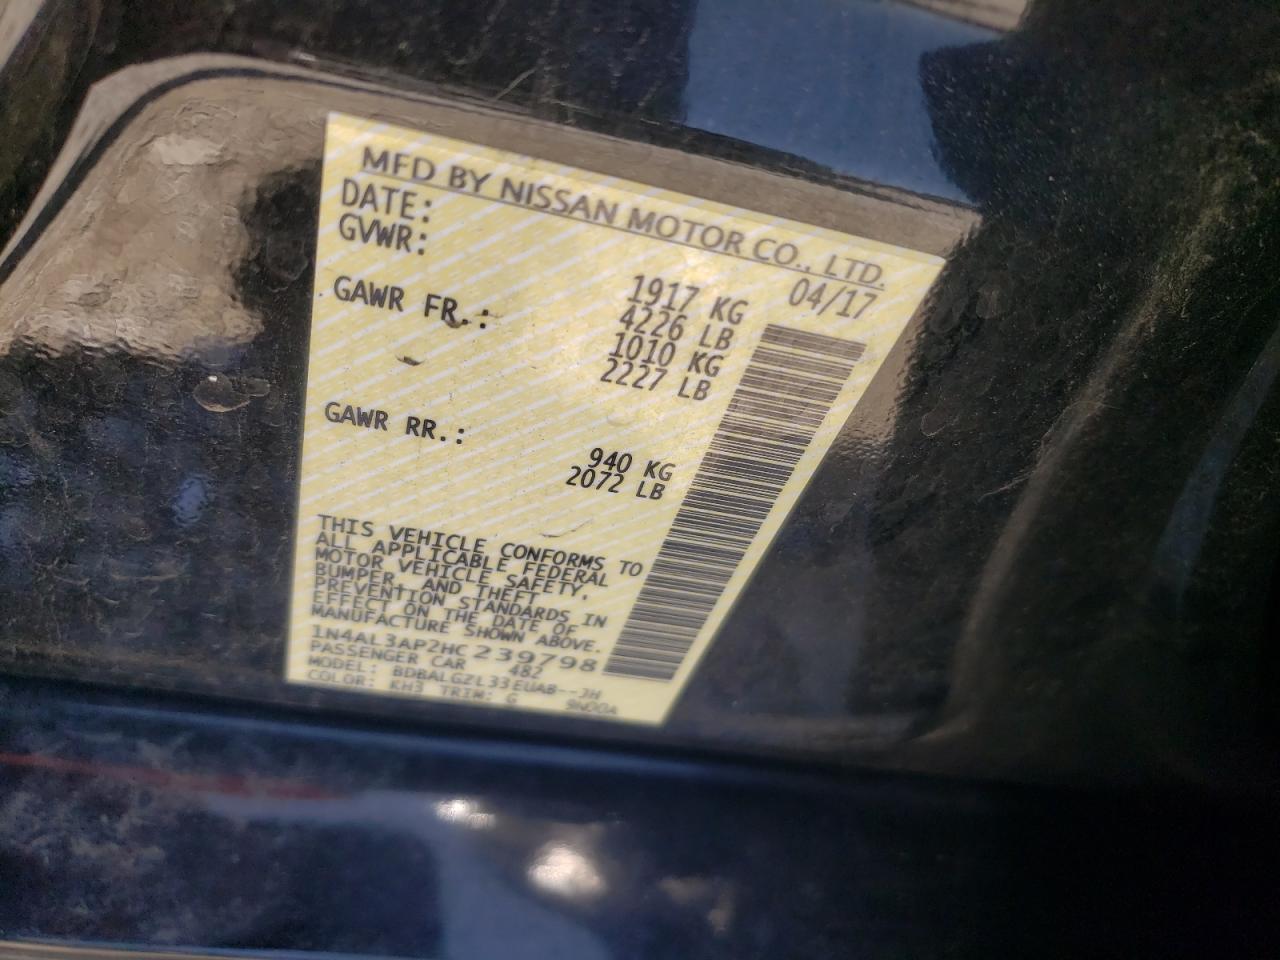 MFD BY NISSAN MOTOR CO., LTD.
DATE: 04/17
GVWR: 1917 KG
4226 LB
GAWR FR.: 1010 KG
2227 LB
GAWR RR.: 940 KG
2072 LB
THIS VEHICLE CONFORMS TO
ALL APPLICABLE FEDERAL
MOTOR VEHICLE SAFETY,
BUMPER, AND THEFT
PREVENTION STANDARDS IN
EFFECT ON THE DATE OF
MANUFACTURE SHOWN ABOVE.
1N4AL3AP2HC239798
PASSENGER CAR 482
MODEL: BDBALGZL33EUAB--JH
COLOR: KH3 TRIM: G 9N00A